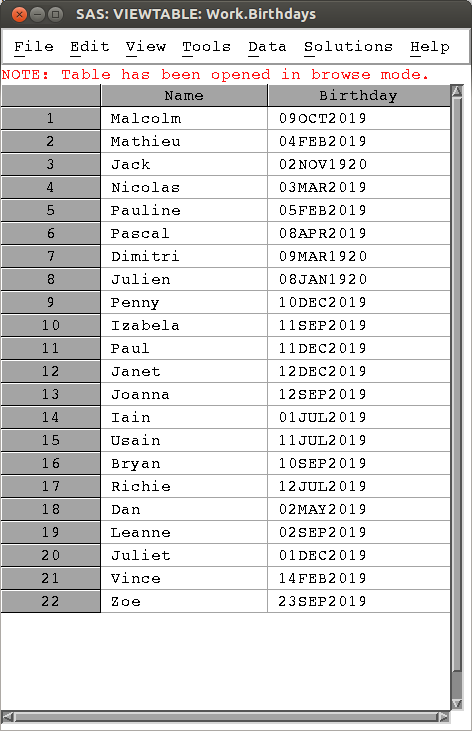 SAS: VIEWTABLE: Work.Birthdays
File Edit View Tools Data Solutions Help
NOTE: Table has been opened in browse mode.
Name Birthday
1 Malcolm 09OCT2019
2 Mathieu 04FEB2019
3 Jack 02NOV1920
4 Nicolas 03MAR2019
5 Pauline 05FEB2019
6 Pascal 08APR2019
7 Dimitri 09MAR1920
8 Julien 08JAN1920
9 Penny 10DEC2019
10 Izabela 11SEP2019
11 Paul 11DEC2019
12 Janet 12DEC2019
13 Joanna 12SEP2019
14 Iain 01JUL2019
15 Usain 11JUL2019
16 Bryan 10SEP2019
17 Richie 12JUL2019
18 Dan 02MAY2019
19 Leanne 02SEP2019
20 Juliet 01DEC2019
21 Vince 14FEB2019
22 Zoe 23SEP2019